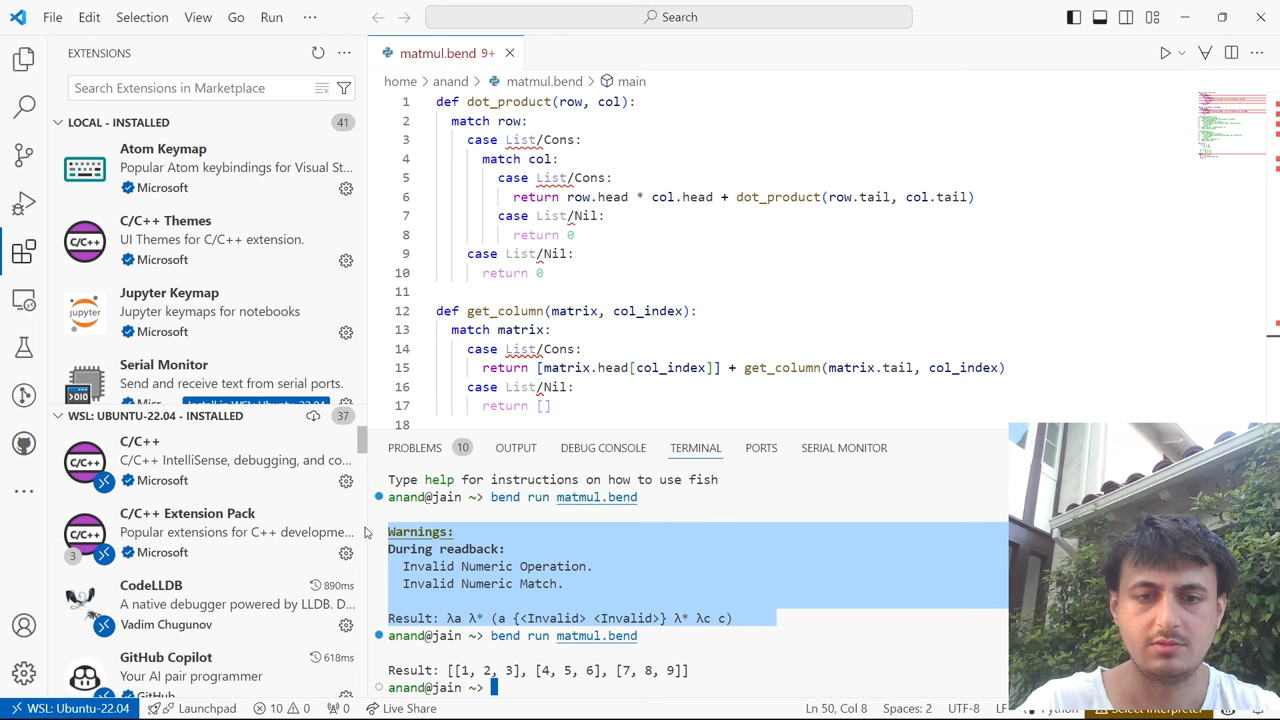 File Edit Selection View Go Run ··· Search
EXTENSIONS
Search Extensions in Marketplace
LOCAL - INSTALLED 41
Atom Keymap
Popular Atom keybindings for Visual St...
Microsoft
C/C++
C/C++ Themes
UI Themes for C/C++ extension.
Microsoft
jupyter
Jupyter Keymap
Jupyter keymaps for notebooks
Microsoft
Serial Monitor
Send and receive text from serial ports.
WSL: UBUNTU-22.04 - INSTALLED 37
C/C++
C/C++
C/C++ IntelliSense, debugging, and co...
Microsoft
C/C++
3
C/C++ Extension Pack
Popular extensions for C++ developme...
Microsoft
CodeLLDB 890ms
A native debugger powered by LLDB. D...
Vadim Chugunov
GitHub Copilot 618ms
Your AI pair programmer
GitHub
matmul.bend 9+
home > anand > matmul.bend > main
1 def dot_product(row, col):
2 match row:
3 case List/Cons:
4 match col:
5 case List/Cons:
6 return row.head * col.head + dot_product(row.tail, col.tail)
7 case List/Nil:
8 return 0
9 case List/Nil:
10 return 0
11
12 def get_column(matrix, col_index):
13 match matrix:
14 case List/Cons:
15 return [matrix.head[col_index]] + get_column(matrix.tail, col_index)
16 case List/Nil:
17 return []
18
PROBLEMS 10 OUTPUT DEBUG CONSOLE TERMINAL PORTS SERIAL MONITOR
Type help for instructions on how to use fish
anand@jain ~> bend run matmul.bend
Warnings:
During readback:
Invalid Numeric Operation.
Invalid Numeric Match.
Result: λa λ* (a {<Invalid> <Invalid>} λ* λc c)
anand@jain ~> bend run matmul.bend
Result: [[1, 2, 3], [4, 5, 6], [7, 8, 9]]
anand@jain ~>
WSL: Ubuntu-22.04 Launchpad 10 0 0 Live Share Ln 50, Col 8 Spaces: 2 UTF-8